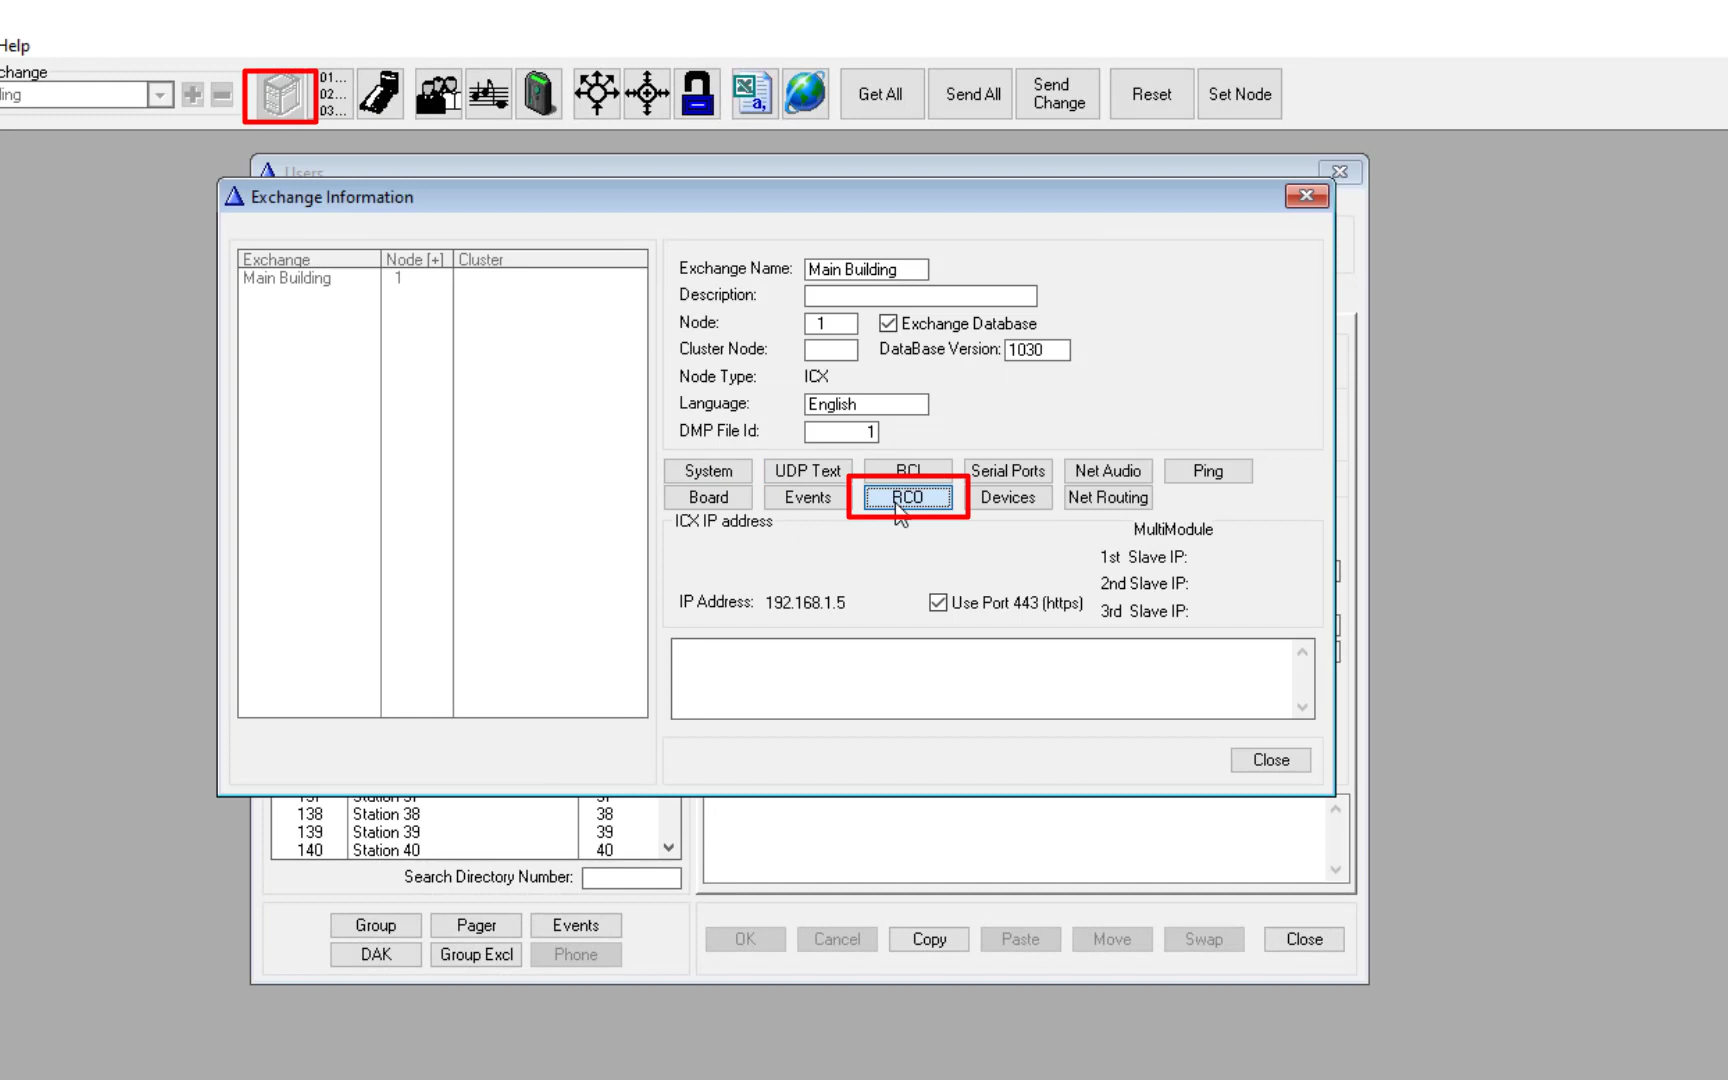 Help
change
ing
01...
02...
03...
a,
Get All
Send All
Send
Change
Reset
Set Node
Users
Exchange Information
Exchange Node [+] Cluster
Main Building 1
Exchange Name: Main Building
Description:
Node: 1 Exchange Database
Cluster Node: DataBase Version: 1030
Node Type: ICX
Language: English
DMP File Id: 1
System UDP Text RCI Serial Ports Net Audio Ping
Board Events RCO Devices Net Routing
ICX IP address
MultiModule
1st Slave IP:
2nd Slave IP:
IP Address: 192.168.1.5 Use Port 443 (https)
3rd Slave IP:
Close
137 Station 37 37
138 Station 38 38
139 Station 39 39
140 Station 40 40
Search Directory Number:
Group Pager Events
DAK Group Excl Phone
OK Cancel Copy Paste Move Swap Close